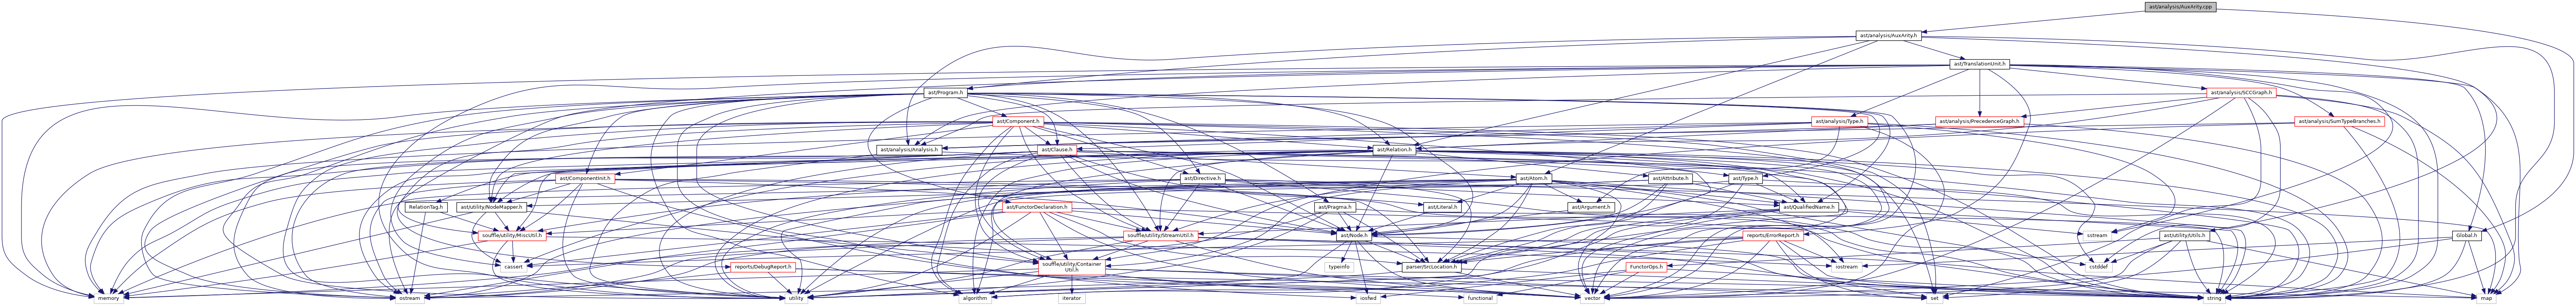 ast/analysis/AuxArity.cpp
ast/analysis/AuxArity.h
ast/TranslationUnit.h
ast/Program.h
ast/analysis/SCCGraph.h
ast/Component.h
ast/analysis/Type.h
ast/analysis/PrecedenceGraph.h
ast/analysis/SumTypeBranches.h
ast/analysis/Analysis.h
ast/Clause.h
ast/Relation.h
ast/ComponentInit.h
ast/Directive.h
ast/Atom.h
ast/Attribute.h
ast/Type.h
RelationTag.h
ast/utility/NodeMapper.h
ast/FunctorDeclaration.h
ast/Pragma.h
ast/Literal.h
ast/Argument.h
ast/QualifiedName.h
souffle/utility/MiscUtil.h
souffle/utility/StreamUtil.h
ast/Node.h
reports/ErrorReport.h
sstream
ast/utility/Utils.h
Global.h
cassert
reports/DebugReport.h
souffle/utility/Container
Util.h
typeinfo
parser/SrcLocation.h
FunctorOps.h
iostream
cstddef
memory
ostream
utility
algorithm
iterator
iosfwd
functional
vector
set
string
map